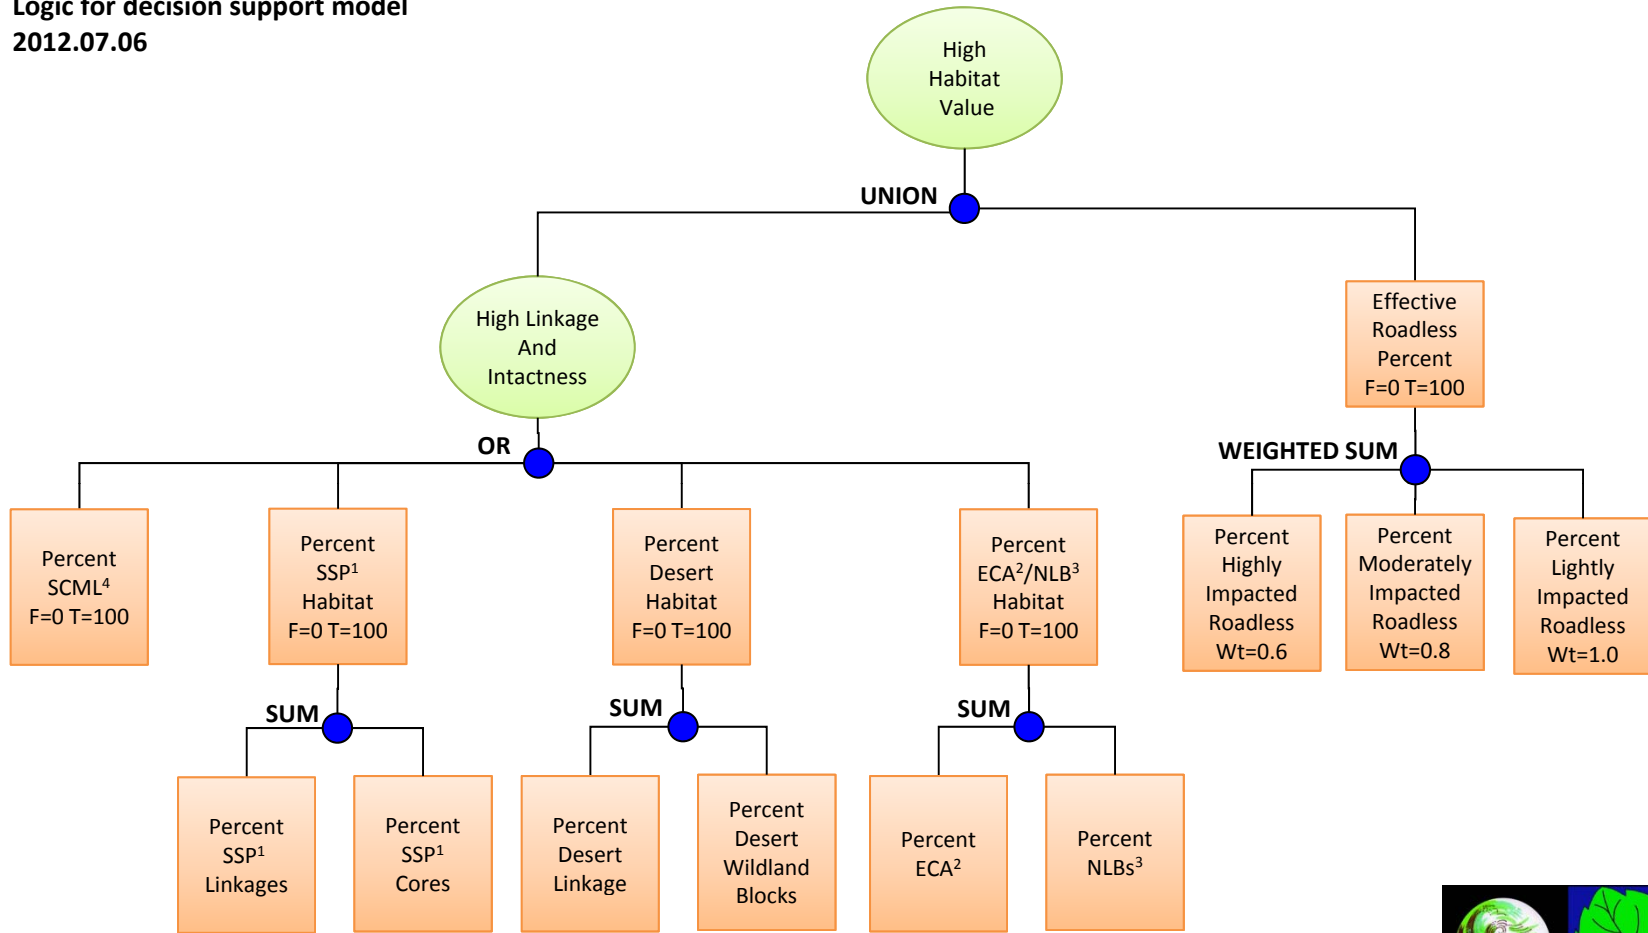 Logic for decision support model
2012.07.06
High
Habitat
Value
UNION
High Linkage
And
Intactness
Effective
Roadless
Percent
F=0 T=100
OR
WEIGHTED SUM
Percent
SCML⁴
F=0 T=100
Percent
SSP¹
Habitat
F=0 T=100
Percent
Desert
Habitat
F=0 T=100
Percent
ECA²/NLB³
Habitat
F=0 T=100
Percent
Highly
Impacted
Roadless
Wt=0.6
Percent
Moderately
Impacted
Roadless
Wt=0.8
Percent
Lightly
Impacted
Roadless
Wt=1.0
SUM
SUM
SUM
Percent
SSP¹
Linkages
Percent
SSP¹
Cores
Percent
Desert
Linkage
Percent
Desert
Wildland
Blocks
Percent
ECA²
Percent
NLBs³